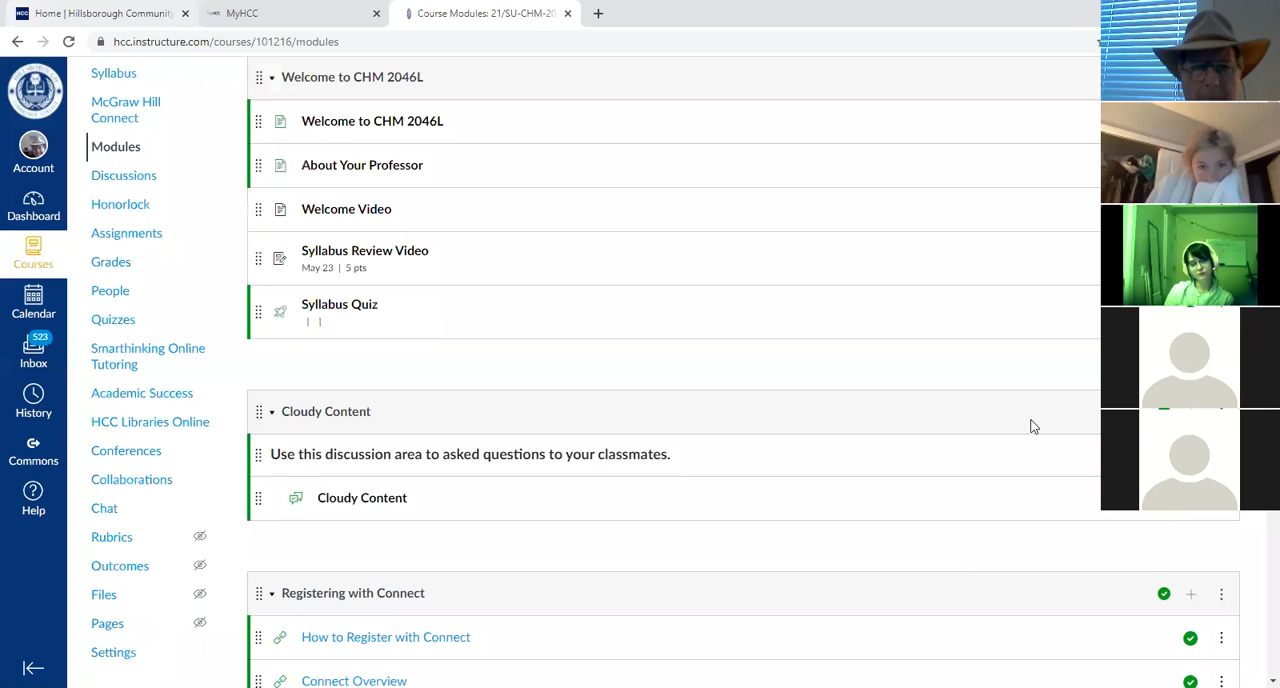 Home | Hillsborough Community
MyHCC
Course Modules: 21/SU-CHM-20
hcc.instructure.com/courses/101216/modules
Account
Dashboard
Courses
Calendar
523
Inbox
History
Commons
Help
Syllabus
McGraw Hill
Connect
Modules
Discussions
Honorlock
Assignments
Grades
People
Quizzes
Smarthinking Online
Tutoring
Academic Success
HCC Libraries Online
Conferences
Collaborations
Chat
Rubrics
Outcomes
Files
Pages
Settings
Welcome to CHM 2046L
Welcome to CHM 2046L
About Your Professor
Welcome Video
Syllabus Review Video
May 23 | 5 pts
Syllabus Quiz
| |
Cloudy Content
Use this discussion area to asked questions to your classmates.
Cloudy Content
Registering with Connect
How to Register with Connect
Connect Overview